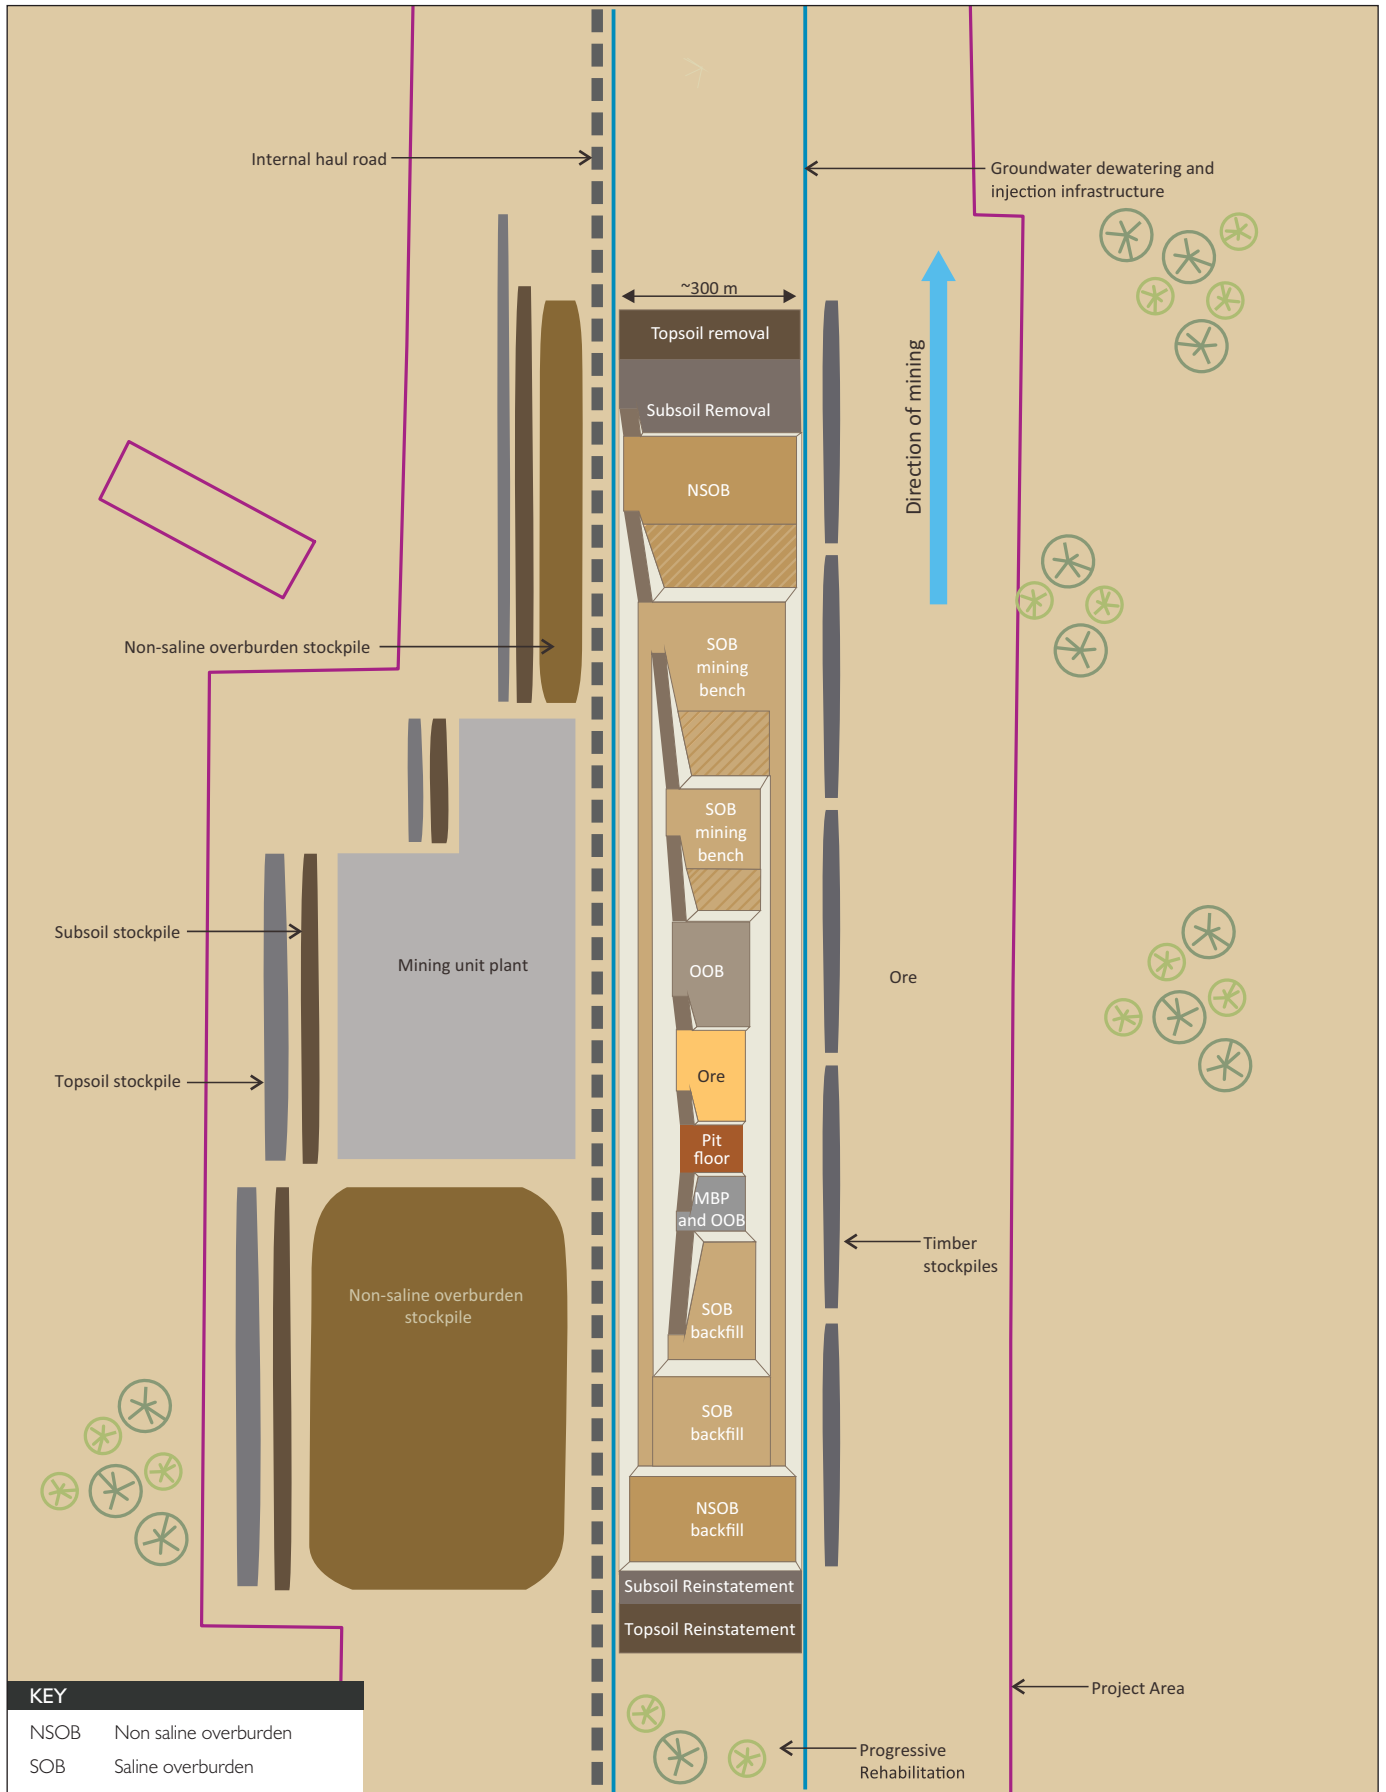 Internal haul road
Groundwater dewatering and
injection infrastructure
~300 m
Topsoil removal
Direction of mining
Subsoil Removal
NSOB
Non-saline overburden stockpile
SOB
mining
bench
SOB
mining
bench
Subsoil stockpile
Mining unit plant
OOB
Ore
Topsoil stockpile
Ore
Pit
floor
MBP
and OOB
Timber
stockpiles
Non-saline overburden
stockpile
SOB
backfill
SOB
backfill
NSOB
backfill
Subsoil Reinstatement
Topsoil Reinstatement
Project Area
KEY
NSOB Non saline overburden
SOB Saline overburden
Progressive
Rehabilitation